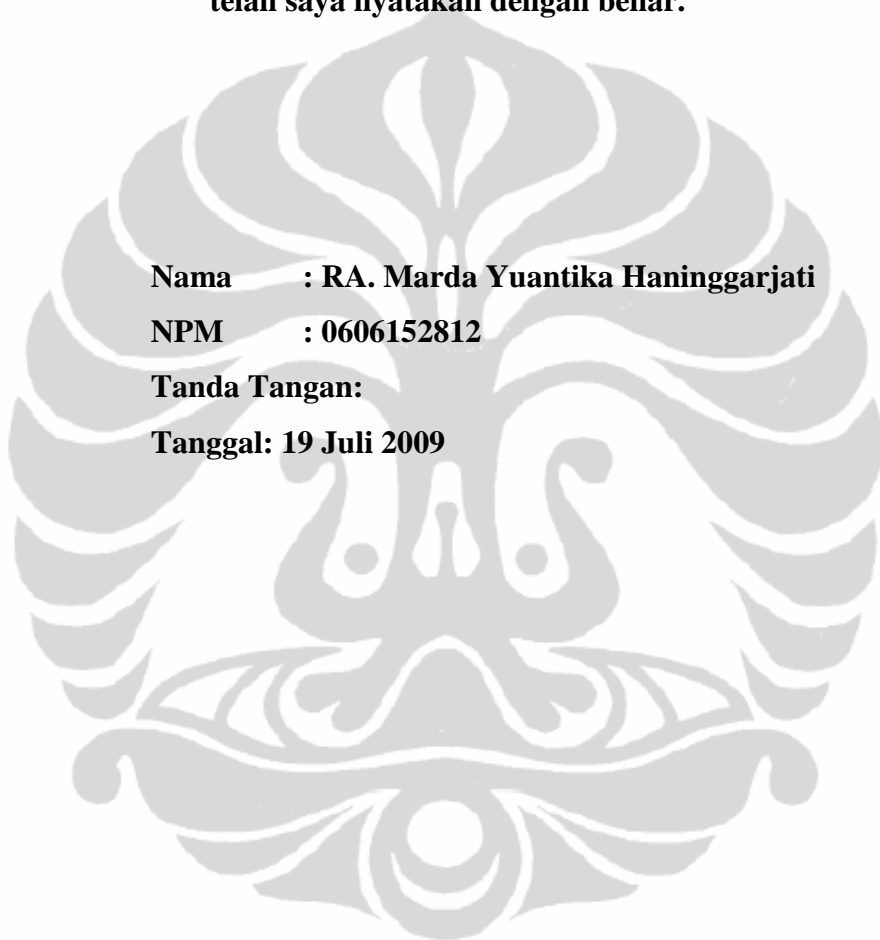 telah saya nyatakan dengan benar.
Nama : RA. Marda Yuantika Haninggarjati
NPM : 0606152812
Tanda Tangan:
Tanggal: 19 Juli 2009